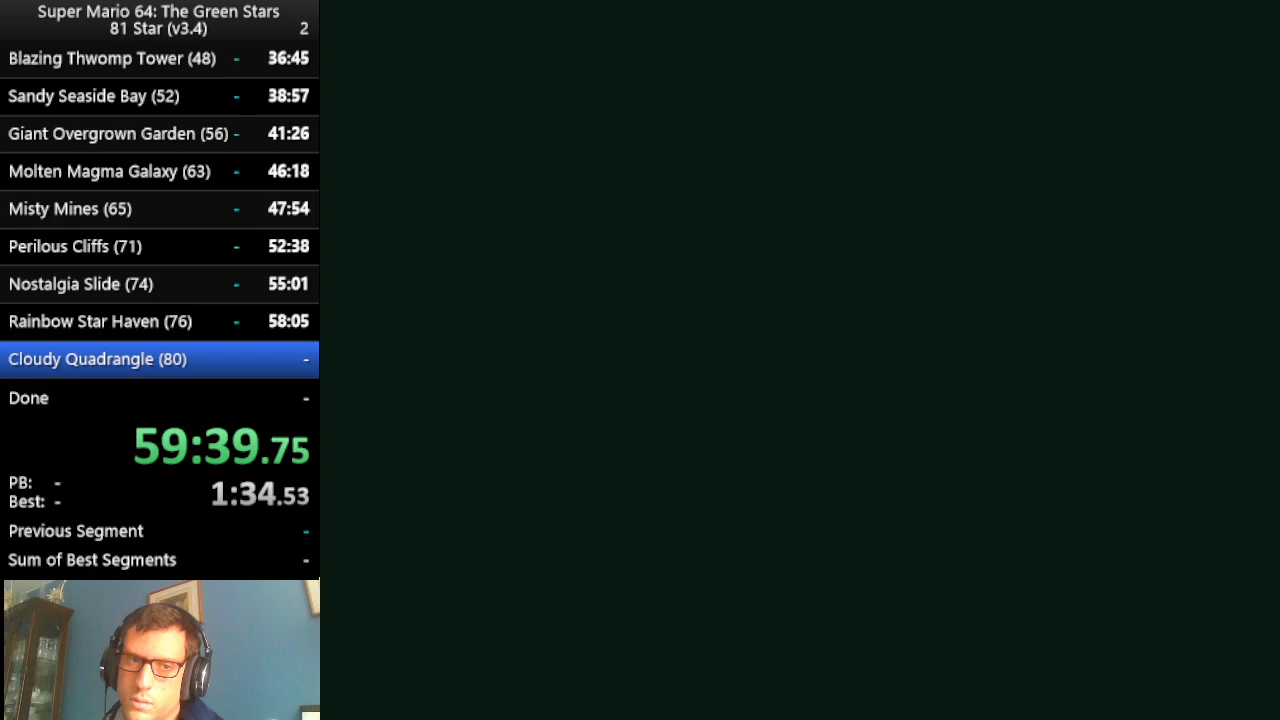 Super Mario 64: The Green Stars
81 Star (v3.4) 2
Blazing Thwomp Tower (48) - 36:45
Sandy Seaside Bay (52) - 38:57
Giant Overgrown Garden (56) - 41:26
Molten Magma Galaxy (63) - 46:18
Misty Mines (65) - 47:54
Perilous Cliffs (71) - 52:38
Nostalgia Slide (74) - 55:01
Rainbow Star Haven (76) - 58:05
Cloudy Quadrangle (80) -
Done -
59:39.75
PB: -
Best: - 1:34.53
Previous Segment -
Sum of Best Segments -